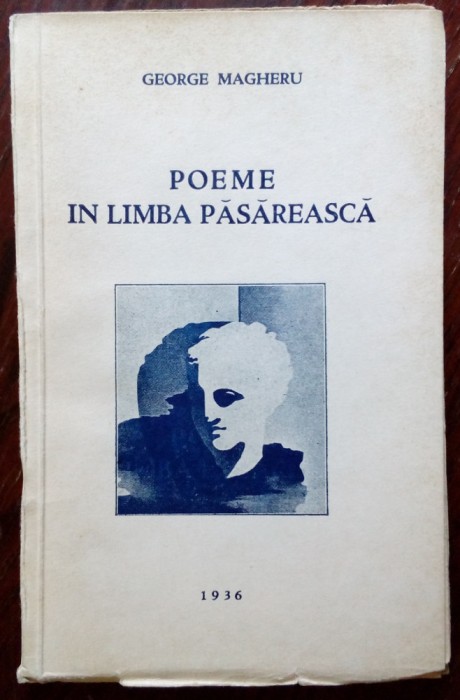 GEORGE MAGHERU
POEME
IN LIMBA PĂSĂREASCĂ
1936